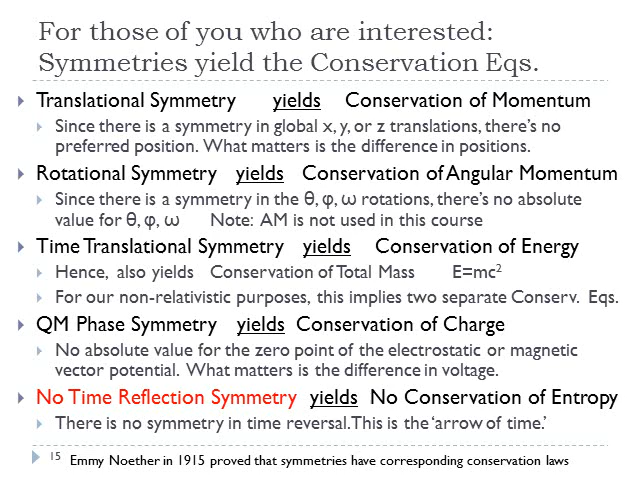 For those of you who are interested:
Symmetries yield the Conservation Eqs.
Translational Symmetry yields Conservation of Momentum
Since there is a symmetry in global x, y, or z translations, there's no
preferred position. What matters is the difference in positions.
Rotational Symmetry yields Conservation of Angular Momentum
Since there is a symmetry in the θ, φ, ω rotations, there's no absolute
value for θ, φ, ω Note: AM is not used in this course
Time Translational Symmetry yields Conservation of Energy
Hence, also yields Conservation of Total Mass E=mc²
For our non-relativistic purposes, this implies two separate Conserv. Eqs.
QM Phase Symmetry yields Conservation of Charge
No absolute value for the zero point of the electrostatic or magnetic
vector potential. What matters is the difference in voltage.
No Time Reflection Symmetry yields No Conservation of Entropy
There is no symmetry in time reversal. This is the 'arrow of time.'
15 Emmy Noether in 1915 proved that symmetries have corresponding conservation laws